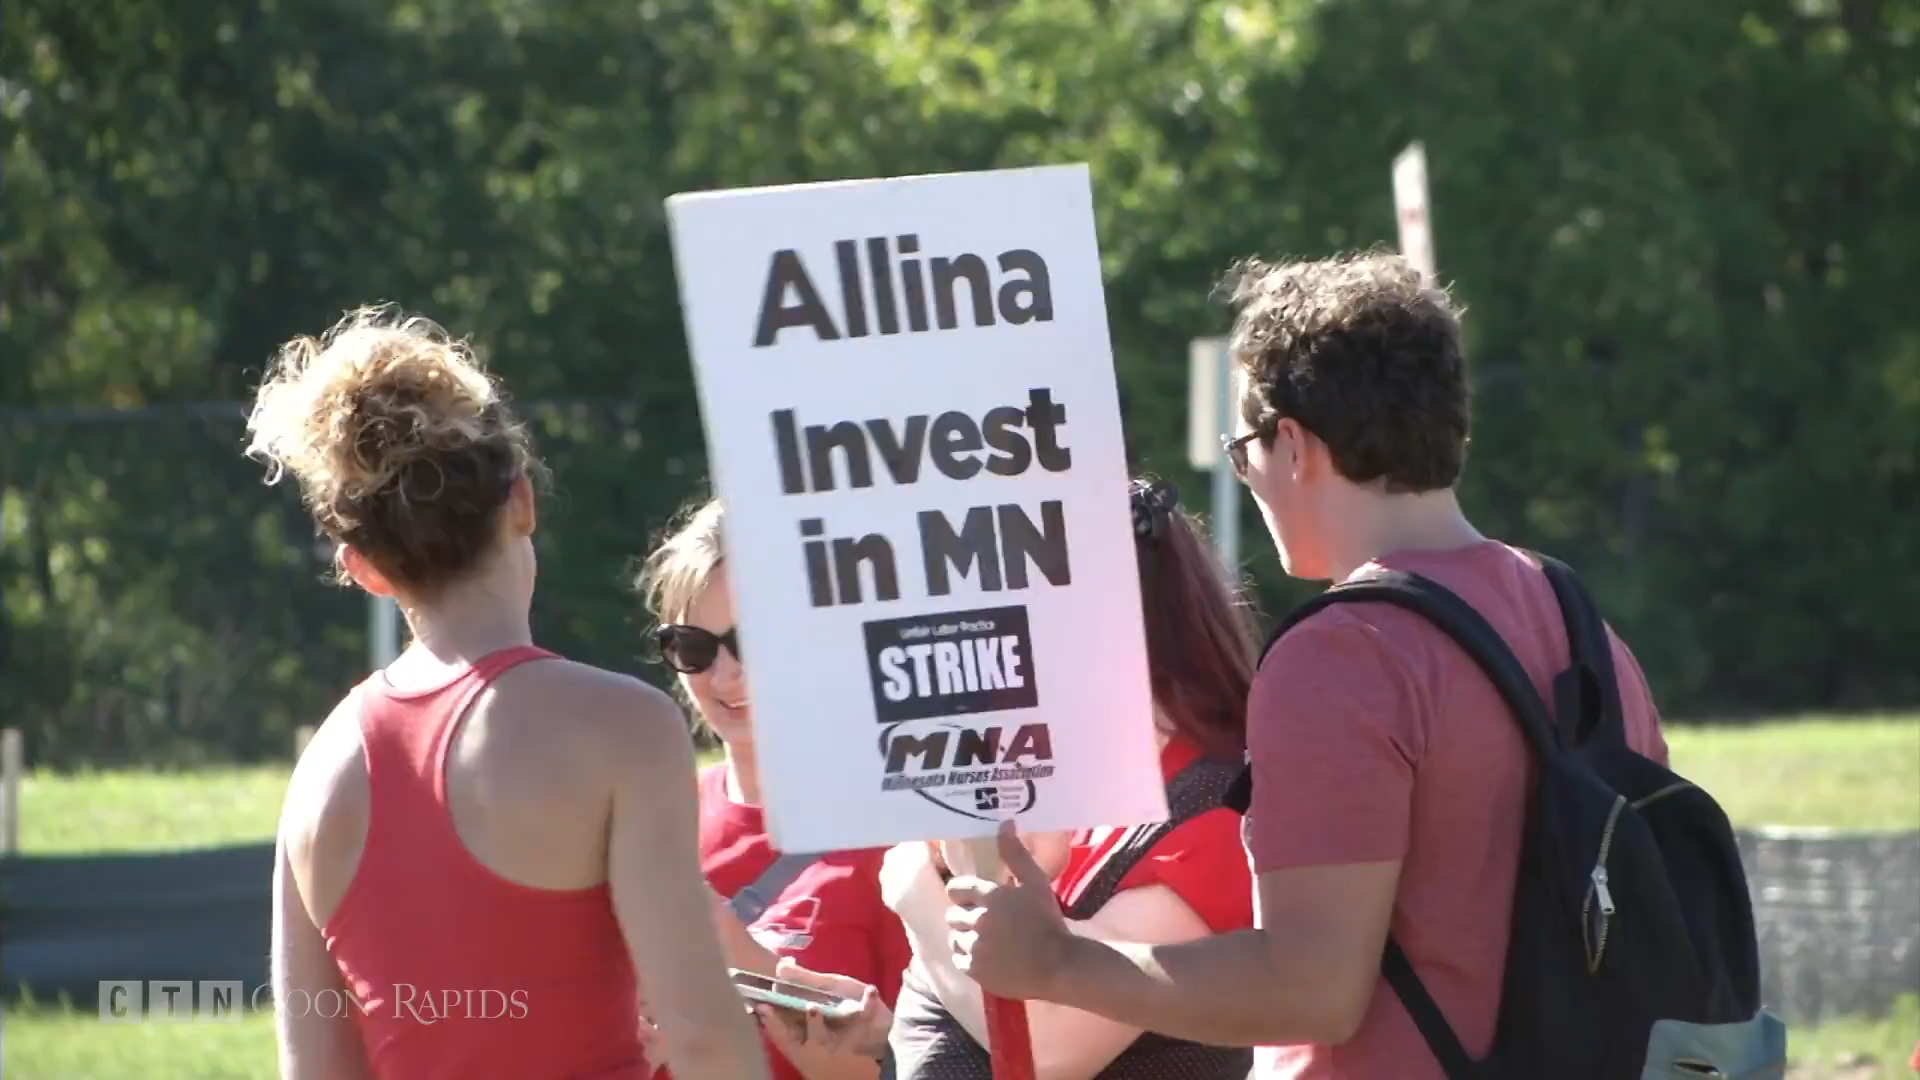 Allina
Invest
in MN
Unfair Labor Practice
STRIKE
MNA
Minnesota Nurses Association
CTN COON RAPIDS